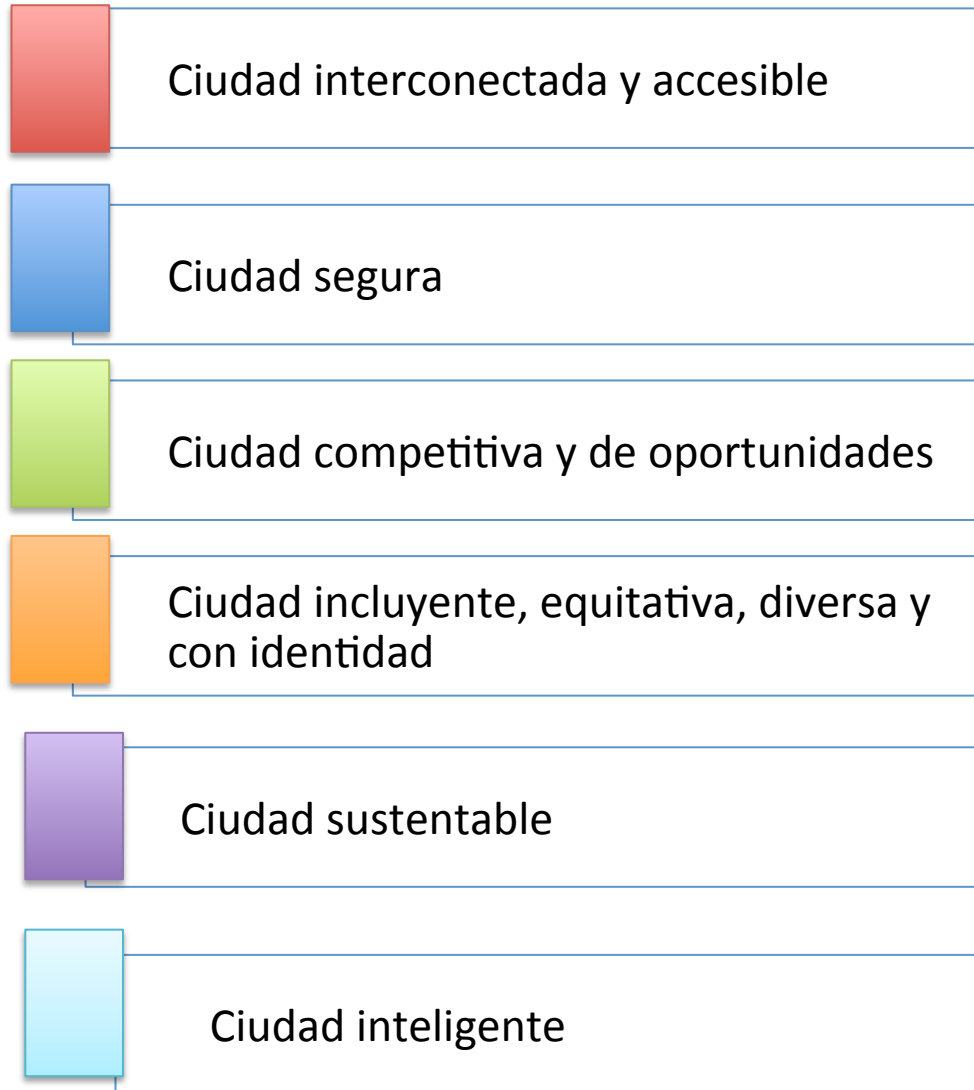 Ciudad interconectada y accesible
Ciudad segura
Ciudad competitiva y de oportunidades
Ciudad incluyente, equitativa, diversa y
con identidad
Ciudad sustentable
Ciudad inteligente